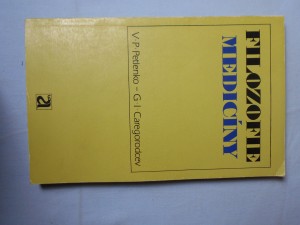 V·P Petlenko – G I Caregorodcev
FILOZOFIE
MEDICÍNY
a